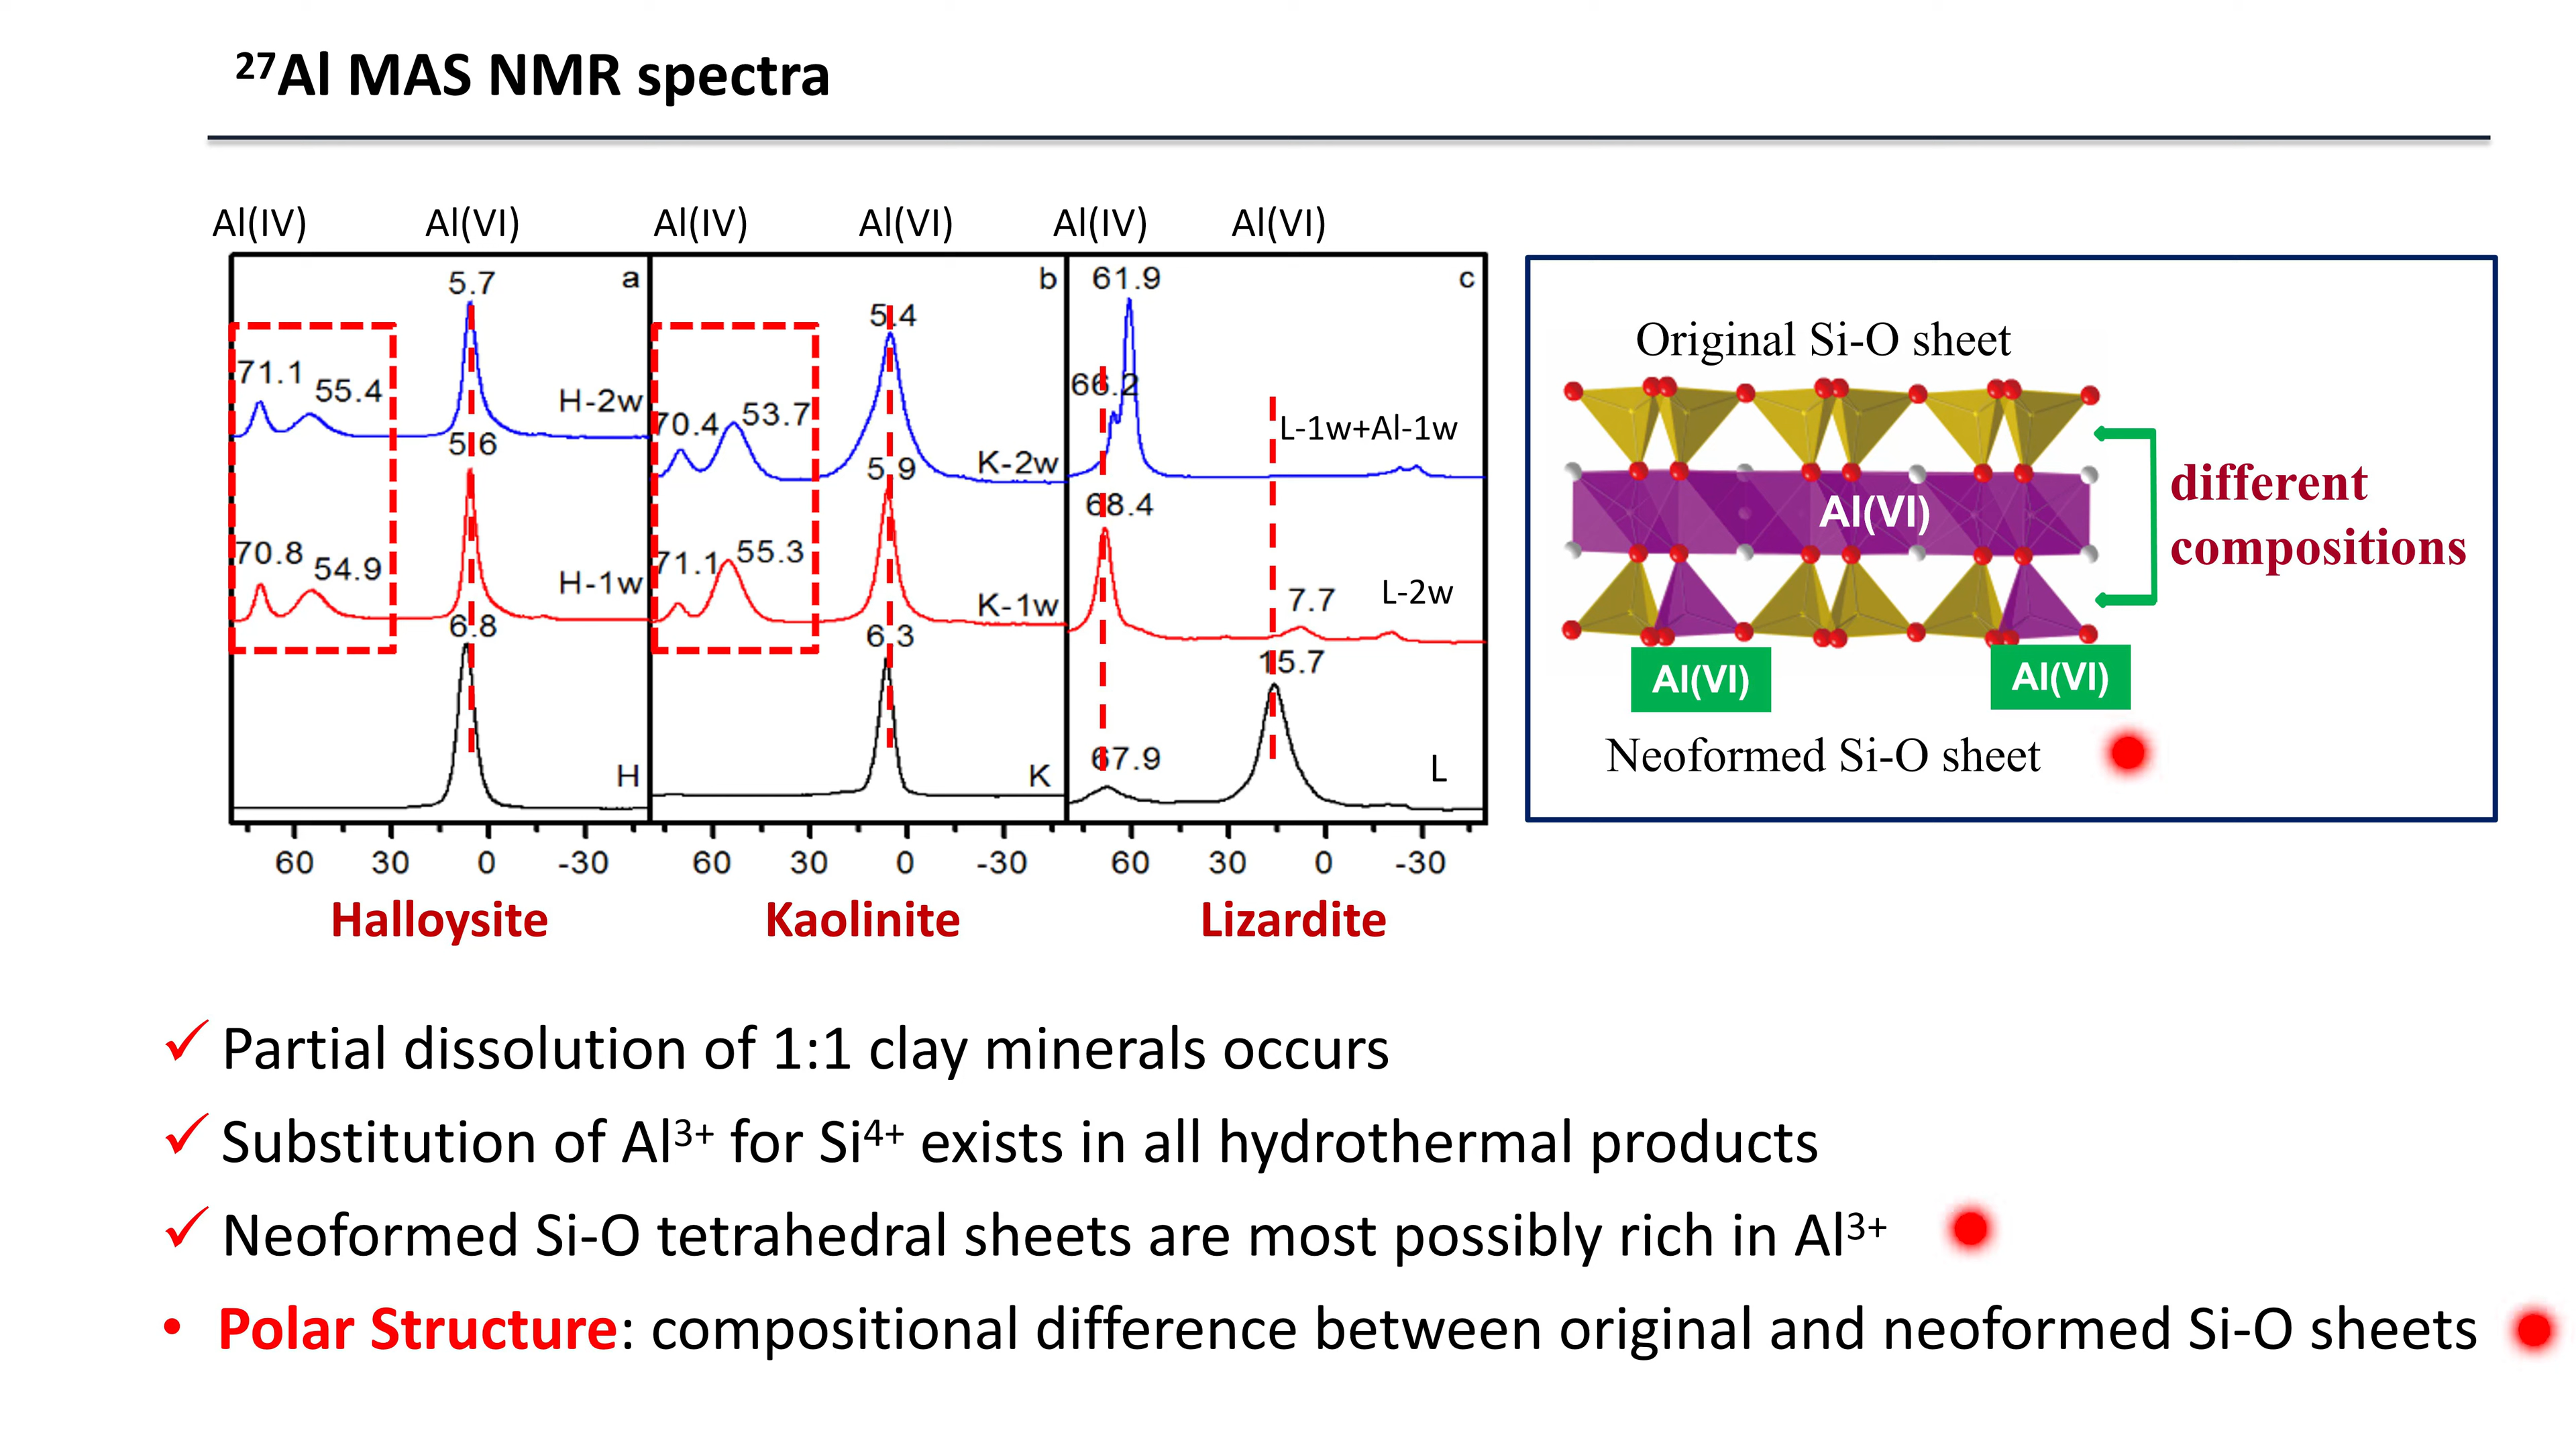 ²⁷Al MAS NMR spectra
Al(IV) Al(VI) Al(IV) Al(VI) Al(IV) Al(VI)
5.7 a
71.1 55.4 H-2w
5.6
70.8 54.9 H-1w
6.8
H
60 30 0 -30
Halloysite
b
5.4
70.4 53.7 K-2w
5.9
71.1 55.3 K-1w
6.3
K
60 30 0 -30
Kaolinite
61.9 c
66.2 L-1w+Al-1w
68.4
7.7 L-2w
15.7
67.9 L
60 30 0 -30
Lizardite
Original Si-O sheet
Al(VI)
different
compositions
Al(VI) Al(VI)
Neoformed Si-O sheet
✓ Partial dissolution of 1:1 clay minerals occurs
✓ Substitution of Al³⁺ for Si⁴⁺ exists in all hydrothermal products
✓ Neoformed Si-O tetrahedral sheets are most possibly rich in Al³⁺
• Polar Structure: compositional difference between original and neoformed Si-O sheets